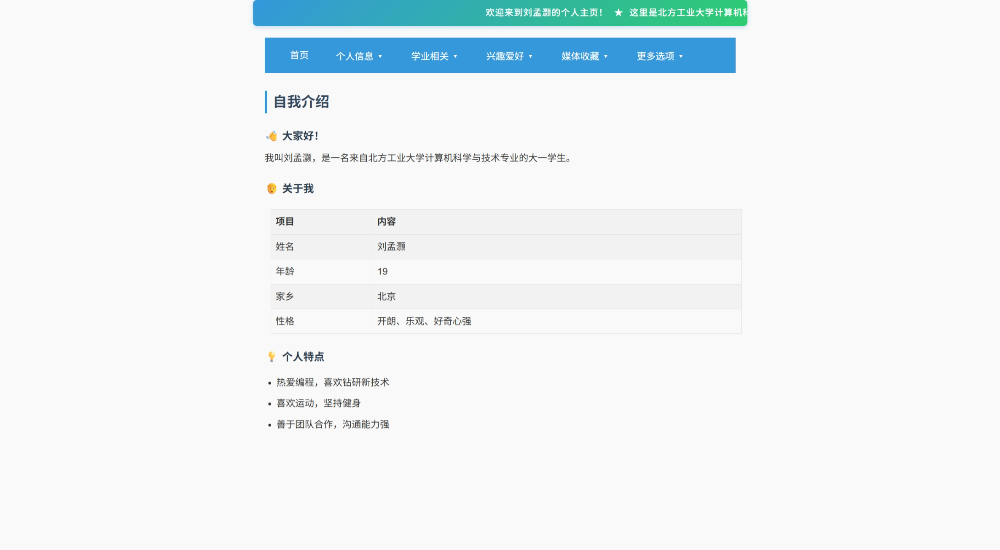 欢迎来到刘孟灏的个人主页！ ★ 这里是北方工业大学计算机科
首页 个人信息 ▼ 学业相关 ▼ 兴趣爱好 ▼ 媒体收藏 ▼ 更多选项 ▼
自我介绍
👋 大家好！
我叫刘孟灏，是一名来自北方工业大学计算机科学与技术专业的大一学生。
👱 关于我
项目 内容
姓名 刘孟灏
年龄 19
家乡 北京
性格 开朗、乐观、好奇心强
💡 个人特点
• 热爱编程，喜欢钻研新技术
• 喜欢运动，坚持健身
• 善于团队合作，沟通能力强